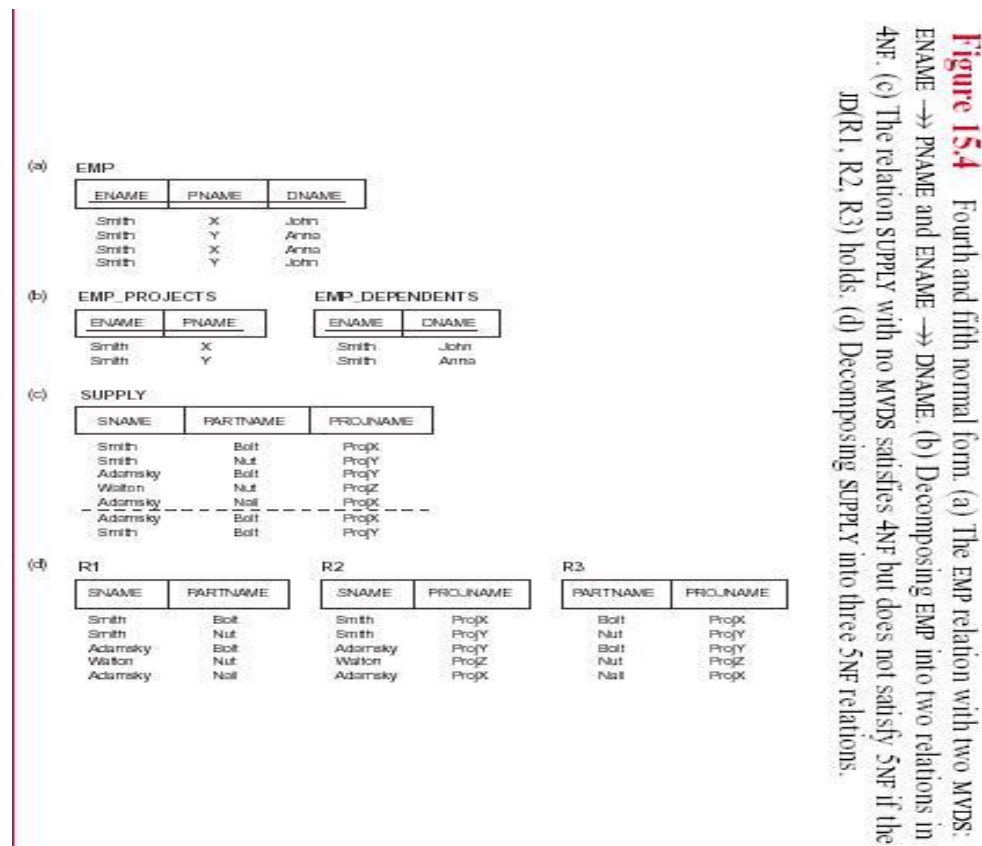 (a) EMP
ENAME PNAME DNAME
Smith X John
Smith Y Anna
Smith X Anna
Smith Y John
(b) EMP_PROJECTS EMP_DEPENDENTS
ENAME PNAME ENAME DNAME
Smith X Smith John
Smith Y Smith Anna
(c) SUPPLY
SNAME PARTNAME PROJNAME
Smith Bolt ProjX
Smith Nut ProjY
Adamsky Bolt ProjY
Walton Nut ProjZ
Adamsky Nail ProjX
Adamsky Bolt ProjX
Smith Bolt ProjY
(d) R1 R2 R3
SNAME PARTNAME SNAME PROJNAME PARTNAME PROJNAME
Smith Bolt Smith ProjX Bolt ProjX
Smith Nut Smith ProjY Nut ProjY
Adamsky Bolt Adamsky ProjY Bolt ProjY
Walton Nut Walton ProjZ Nut ProjZ
Adamsky Nail Adamsky ProjX Nail ProjX
Figure 15.4 Fourth and fifth normal form. (a) The EMP relation with two MVDS:
ENAME ↠ PNAME and ENAME ↠ DNAME. (b) Decomposing EMP into two relations in
4NF. (c) The relation SUPPLY with no MVDS satisfies 4NF but does not satisfy 5NF if the
JD(R1, R2, R3) holds. (d) Decomposing SUPPLY into three 5NF relations.